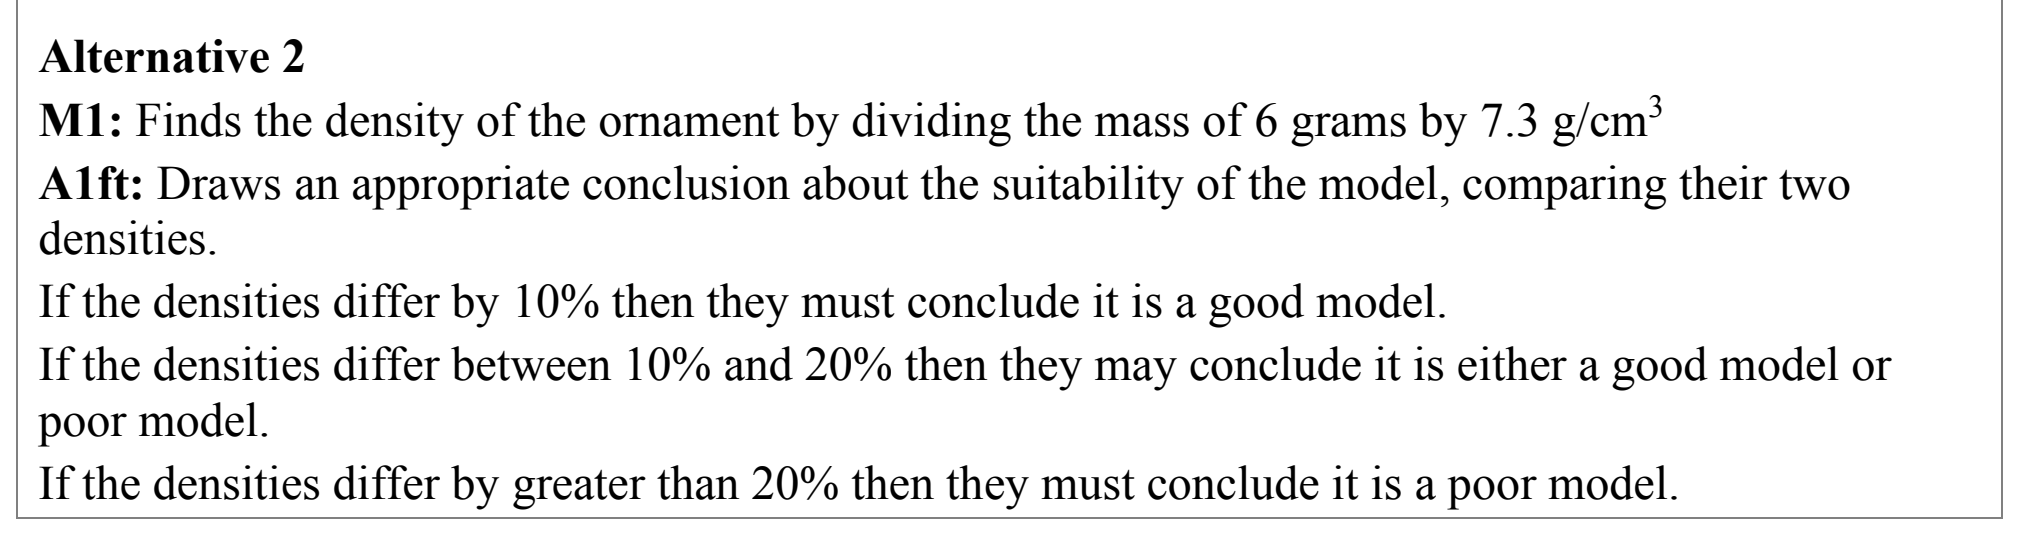 Alternative 2
M1: Finds the density of the ornament by dividing the mass of 6 grams by 7.3 g/cm³
A1ft: Draws an appropriate conclusion about the suitability of the model, comparing their two
densities.
If the densities differ by 10% then they must conclude it is a good model.
If the densities differ between 10% and 20% then they may conclude it is either a good model or
poor model.
If the densities differ by greater than 20% then they must conclude it is a poor model.